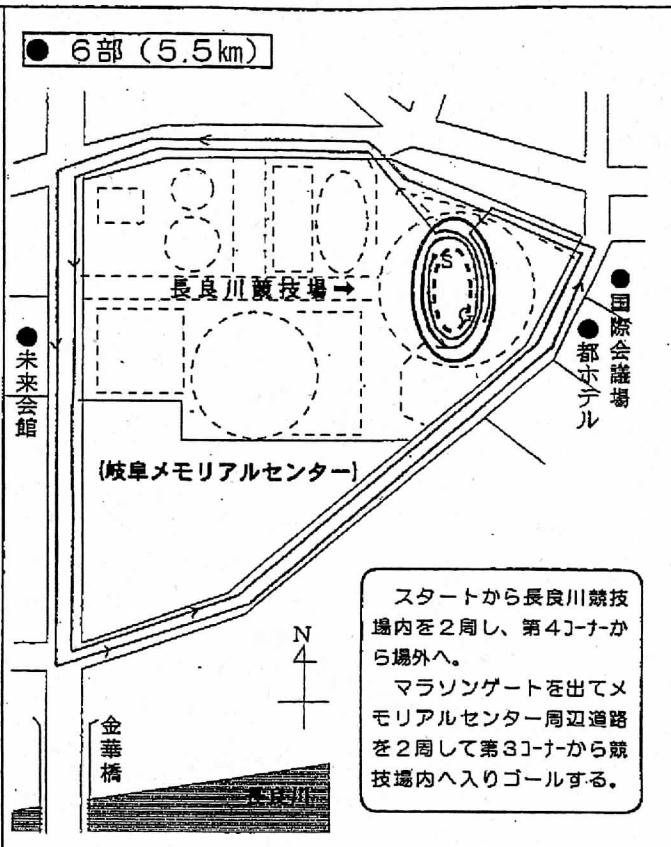 ● 6部(5.5km)
長良川競技場→
S
G
●国際会議場
●都ホテル
●未来会館
(岐阜メモリアルセンター)
N
金華橋
長良川
スタートから長良川競技
場内を2周し、第4コーナーか
ら場外へ。
マラソンゲートを出てメ
モリアルセンター周辺道路
を2周して第3コーナーから競
技場内へ入りゴールする。